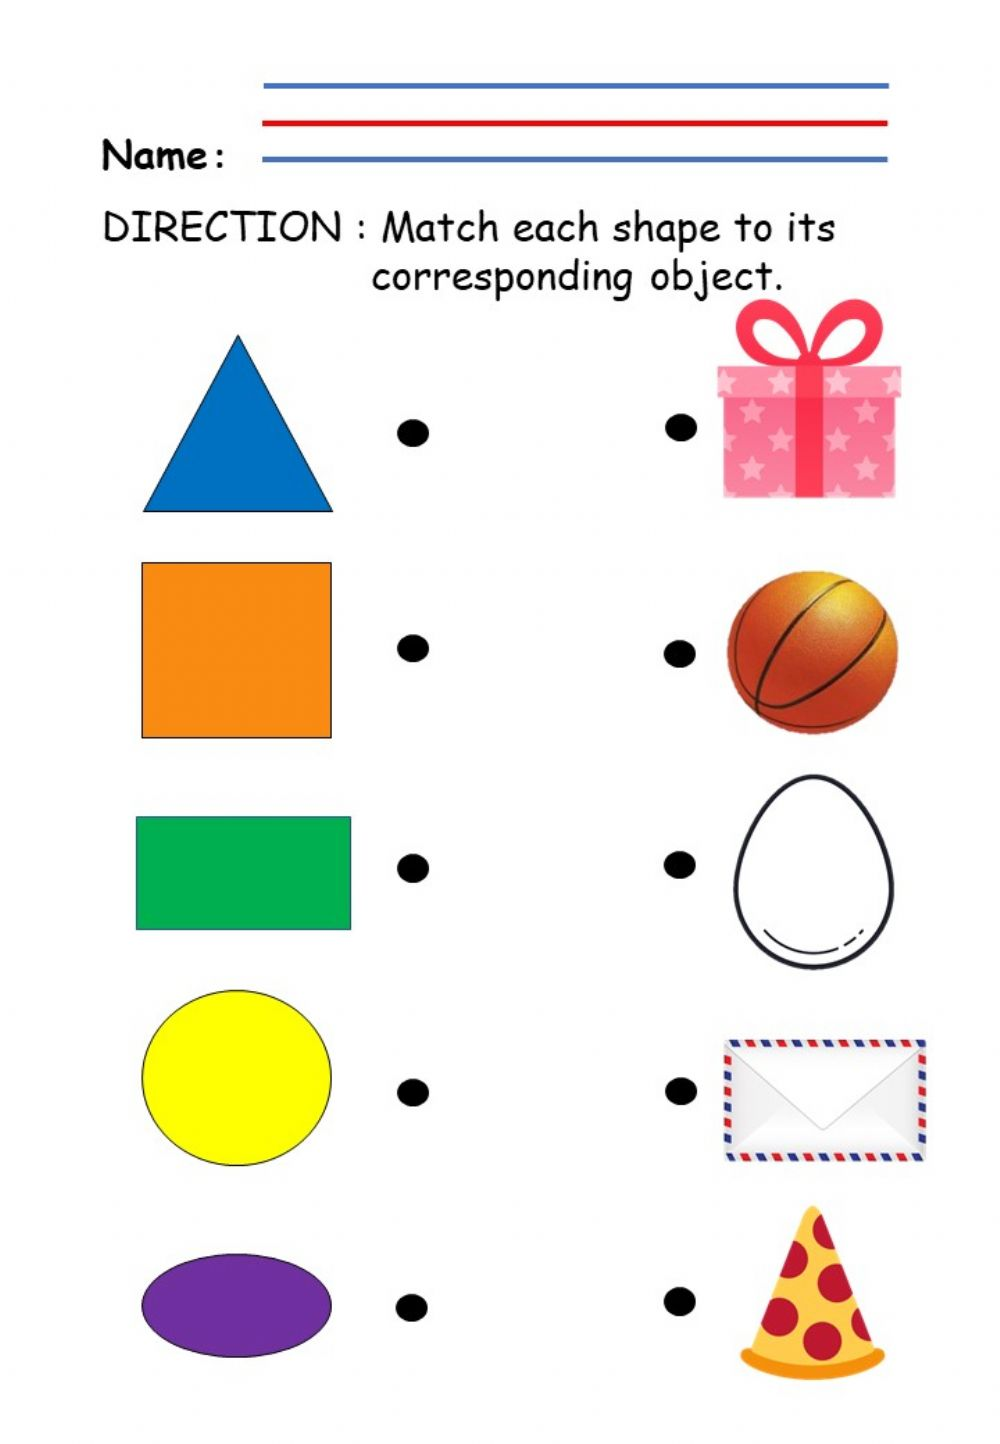 Name:
DIRECTION : Match each shape to its
corresponding object.